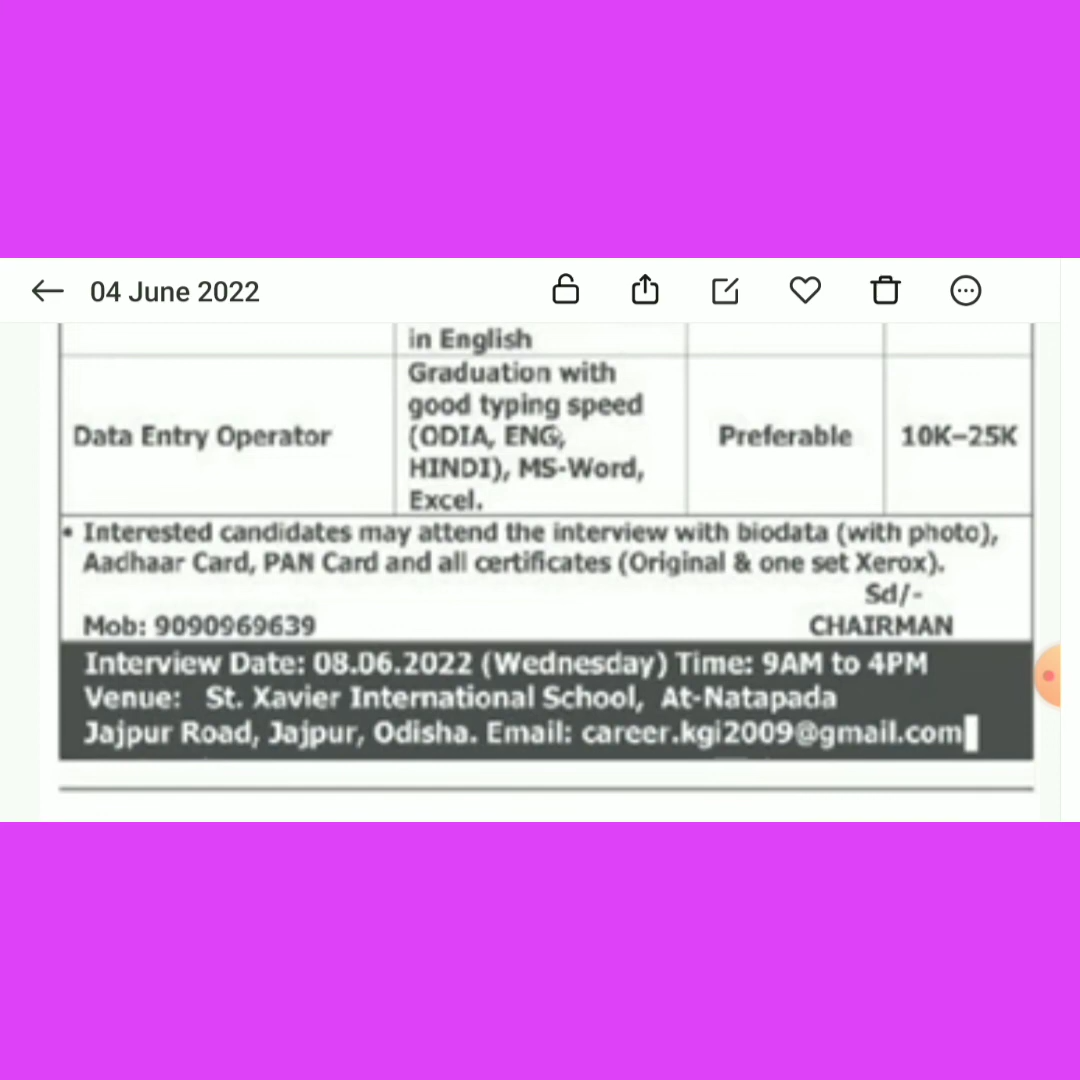 04 June 2022
in English
Data Entry Operator
Graduation with
good typing speed
(ODIA, ENG,
HINDI), MS-Word,
Excel.
Preferable
10K–25K
• Interested candidates may attend the interview with biodata (with photo),
Aadhaar Card, PAN Card and all certificates (Original & one set Xerox).
Sd/-
Mob: 9090969639 CHAIRMAN
Interview Date: 08.06.2022 (Wednesday) Time: 9AM to 4PM
Venue: St. Xavier International School, At-Natapada
Jajpur Road, Jajpur, Odisha. Email: career.kgi2009@gmail.com